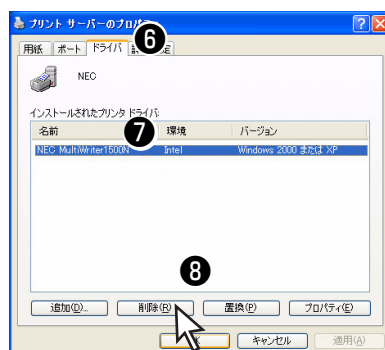 プリント サーバーのプロパティ
用紙 ポート ドライバ 6 定
NEC
インストールされたプリンタ ドライバ:
名前 7 環境 バージョン
NEC MultiWriter1500N Intel Windows 2000 または XP
8
追加(D)... 削除(R) 置換(P) プロパティ(E)
キャンセル 適用(A)